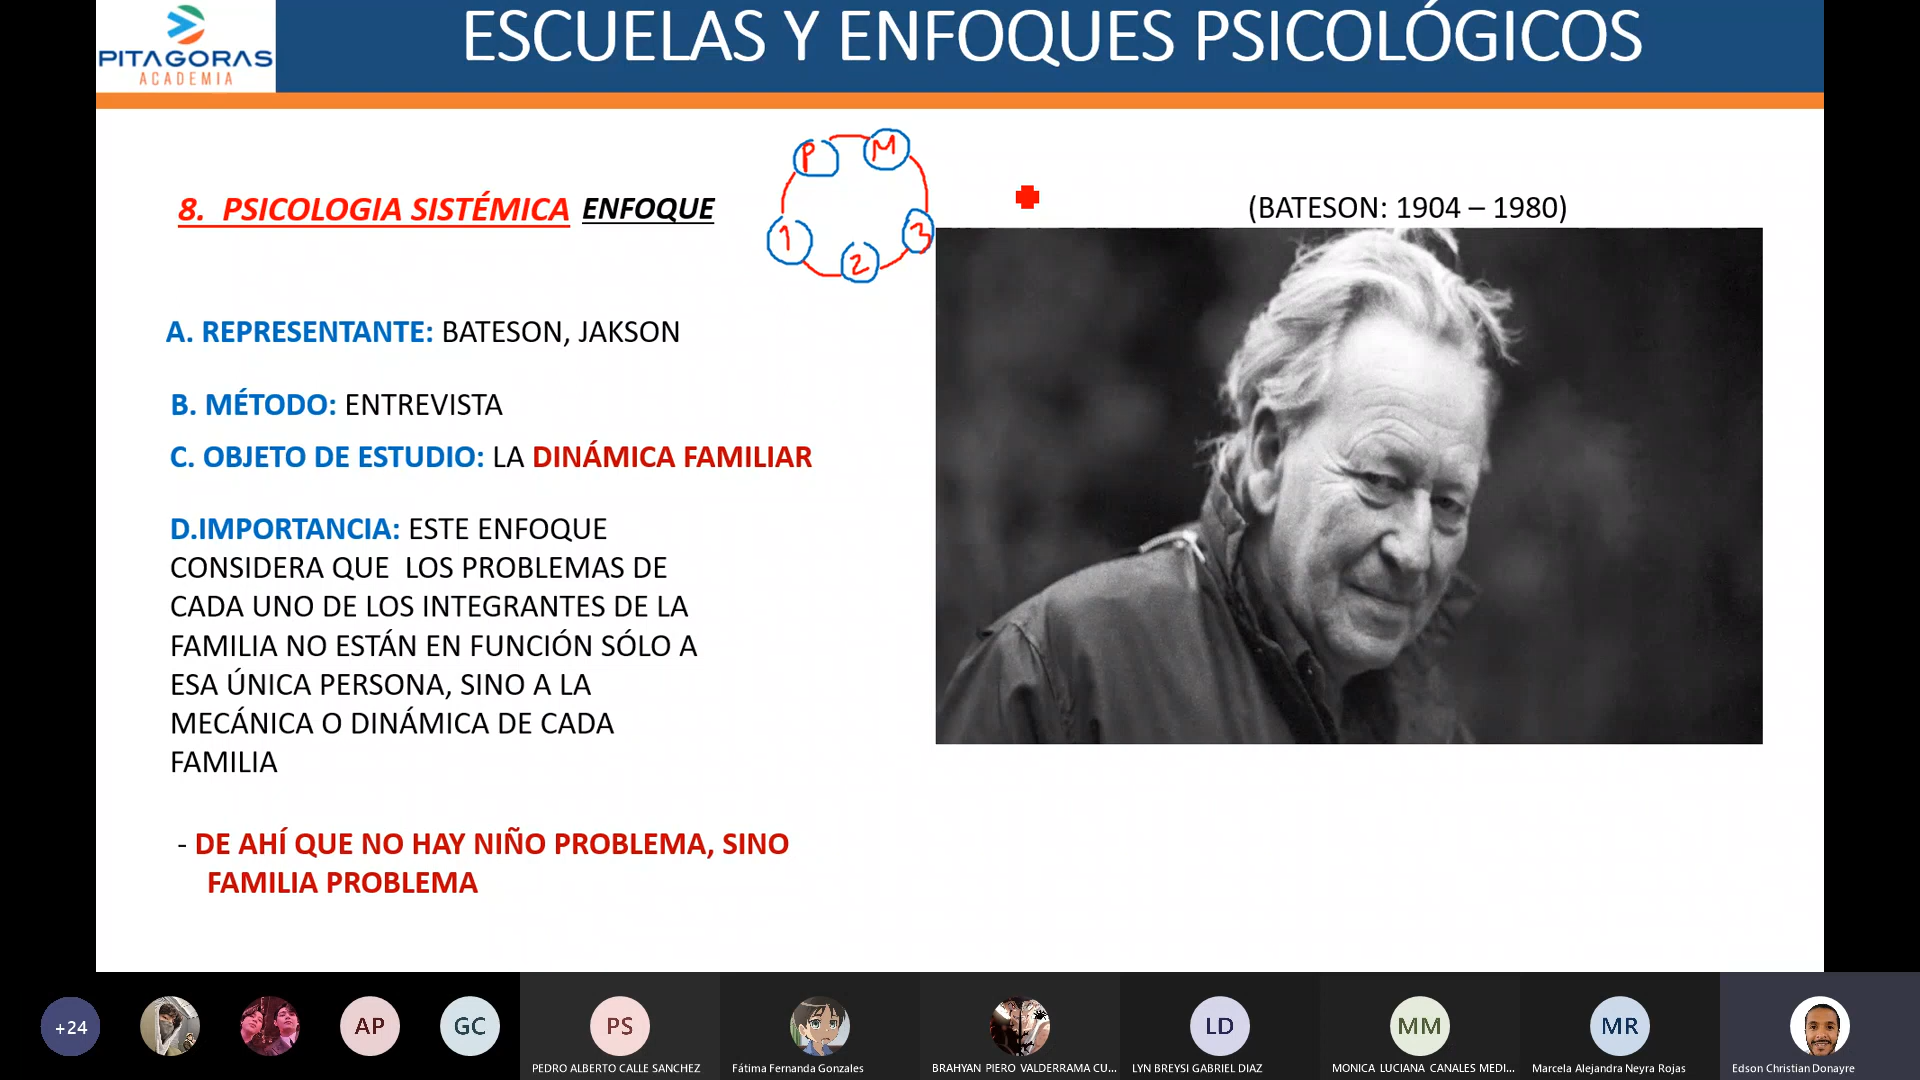 PITAGORAS
ACADEMIA
ESCUELAS Y ENFOQUES PSICOLÓGICOS
P M
1 2 3
8. PSICOLOGIA SISTÉMICA ENFOQUE
(BATESON: 1904 – 1980)
A. REPRESENTANTE: BATESON, JAKSON
B. MÉTODO: ENTREVISTA
C. OBJETO DE ESTUDIO: LA DINÁMICA FAMILIAR
D.IMPORTANCIA: ESTE ENFOQUE
CONSIDERA QUE LOS PROBLEMAS DE
CADA UNO DE LOS INTEGRANTES DE LA
FAMILIA NO ESTÁN EN FUNCIÓN SÓLO A
ESA ÚNICA PERSONA, SINO A LA
MECÁNICA O DINÁMICA DE CADA
FAMILIA
- DE AHÍ QUE NO HAY NIÑO PROBLEMA, SINO
FAMILIA PROBLEMA
+24
AP
GC
PS
PEDRO ALBERTO CALLE SANCHEZ
Fátima Fernanda Gonzales
BRAHYAN PIERO VALDERRAMA CU...
LD
LYN BREYSI GABRIEL DIAZ
MM
MONICA LUCIANA CANALES MEDI...
MR
Marcela Alejandra Neyra Rojas
Edson Christian Donayre